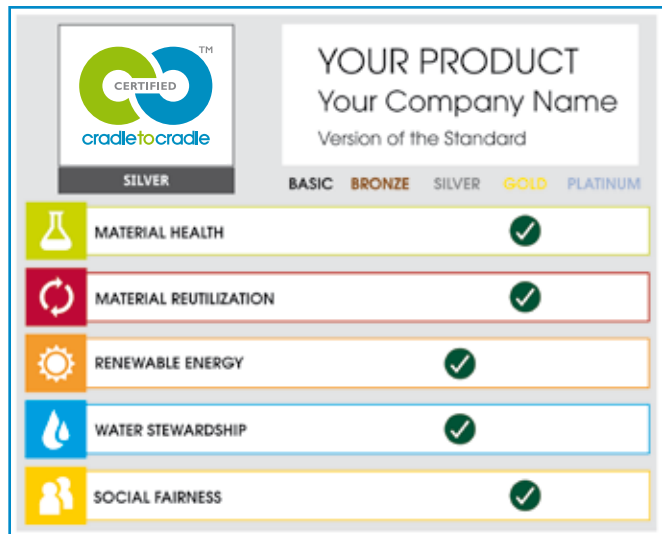 TM
CERTIFIED
cradletocradle
SILVER
YOUR PRODUCT
Your Company Name
Version of the Standard
BASIC BRONZE SILVER GOLD PLATINUM
MATERIAL HEALTH
MATERIAL REUTILIZATION
RENEWABLE ENERGY
WATER STEWARDSHIP
SOCIAL FAIRNESS